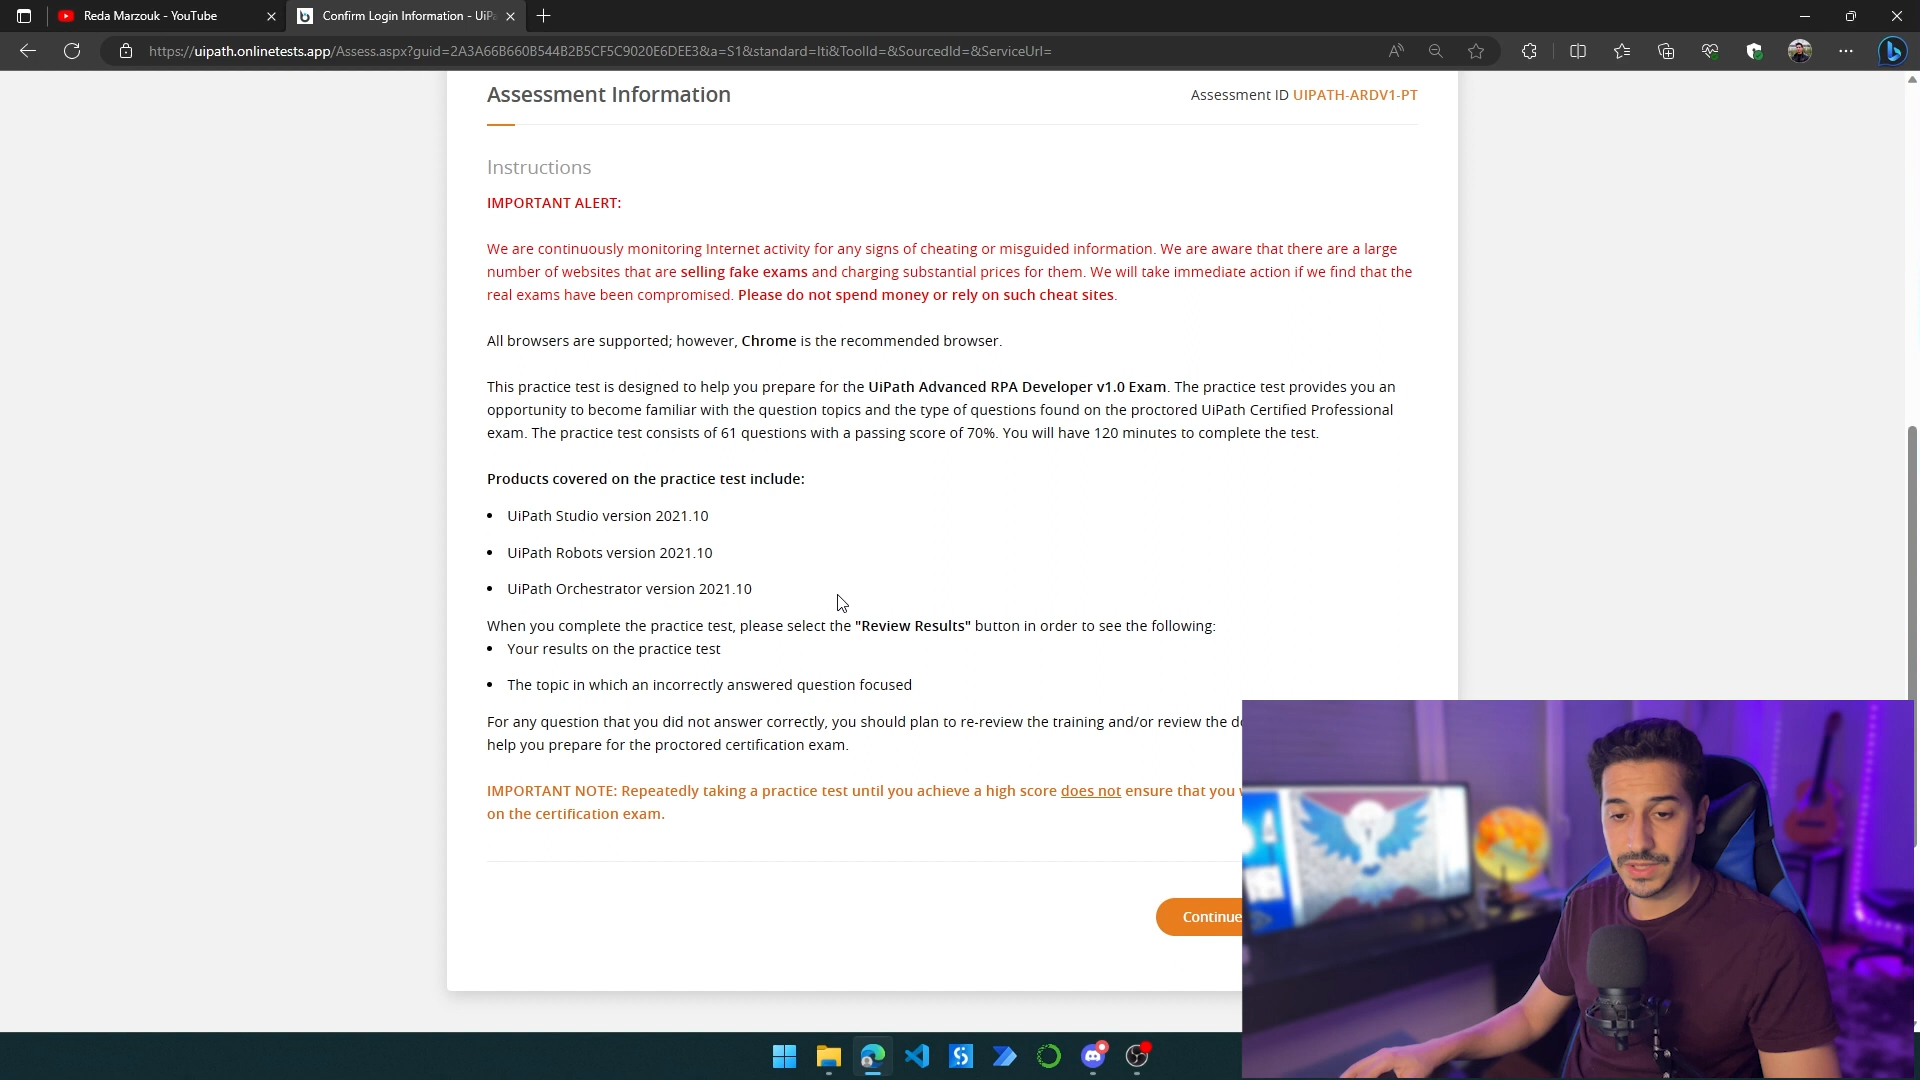 Reda Marzouk - YouTube
Confirm Login Information - UiPa
https://uipath.onlinetests.app/Assess.aspx?guid=2A3A66B660B544B2B5CF5C9020E6DEE3&a=S1&standard=lti&ToolId=&SourcedId=&ServiceUrl=
Assessment Information
Assessment ID UIPATH-ARDV1-PT
Instructions
IMPORTANT ALERT:
We are continuously monitoring Internet activity for any signs of cheating or misguided information. We are aware that there are a large
number of websites that are selling fake exams and charging substantial prices for them. We will take immediate action if we find that the
real exams have been compromised. Please do not spend money or rely on such cheat sites.
All browsers are supported; however, Chrome is the recommended browser.
This practice test is designed to help you prepare for the UiPath Advanced RPA Developer v1.0 Exam. The practice test provides you an
opportunity to become familiar with the question topics and the type of questions found on the proctored UiPath Certified Professional
exam. The practice test consists of 61 questions with a passing score of 70%. You will have 120 minutes to complete the test.
Products covered on the practice test include:
• UiPath Studio version 2021.10
• UiPath Robots version 2021.10
• UiPath Orchestrator version 2021.10
When you complete the practice test, please select the "Review Results" button in order to see the following:
• Your results on the practice test
• The topic in which an incorrectly answered question focused
For any question that you did not answer correctly, you should plan to re-review the training and/or review the
help you prepare for the proctored certification exam.
IMPORTANT NOTE: Repeatedly taking a practice test until you achieve a high score does not ensure that you
on the certification exam.
Continue